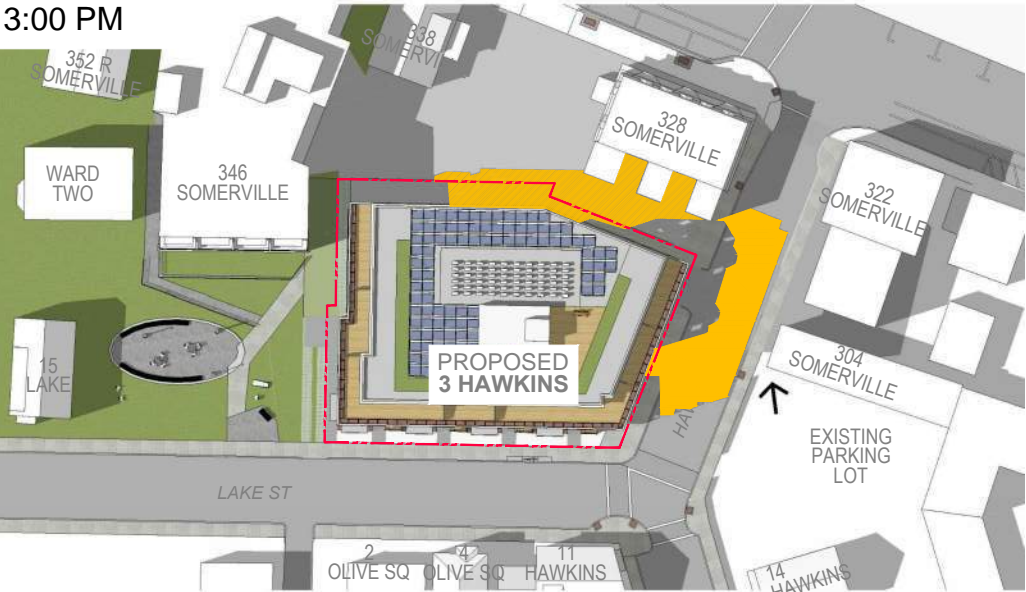 3:00 PM
352 R
SOMERVILLE
338
SOMERVI
328
SOMERVILLE
WARD
TWO
346
SOMERVILLE
322
SOMERVILLE
15
LAKE
PROPOSED
3 HAWKINS
304
SOMERVILLE
HA
EXISTING
PARKING
LOT
LAKE ST
2
OLIVE SQ
4
OLIVE SQ
11
HAWKINS
14
HAWKINS